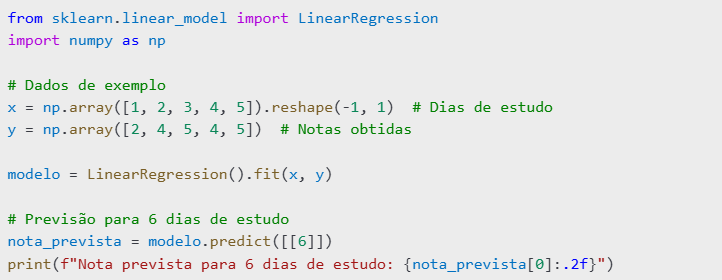 from sklearn.linear_model import LinearRegression
import numpy as np
# Dados de exemplo
x = np.array([1, 2, 3, 4, 5]).reshape(-1, 1)  # Dias de estudo
y = np.array([2, 4, 5, 4, 5])  # Notas obtidas
modelo = LinearRegression().fit(x, y)
# Previsão para 6 dias de estudo
nota_prevista = modelo.predict([[6]])
print(f"Nota prevista para 6 dias de estudo: {nota_prevista[0]:.2f}")